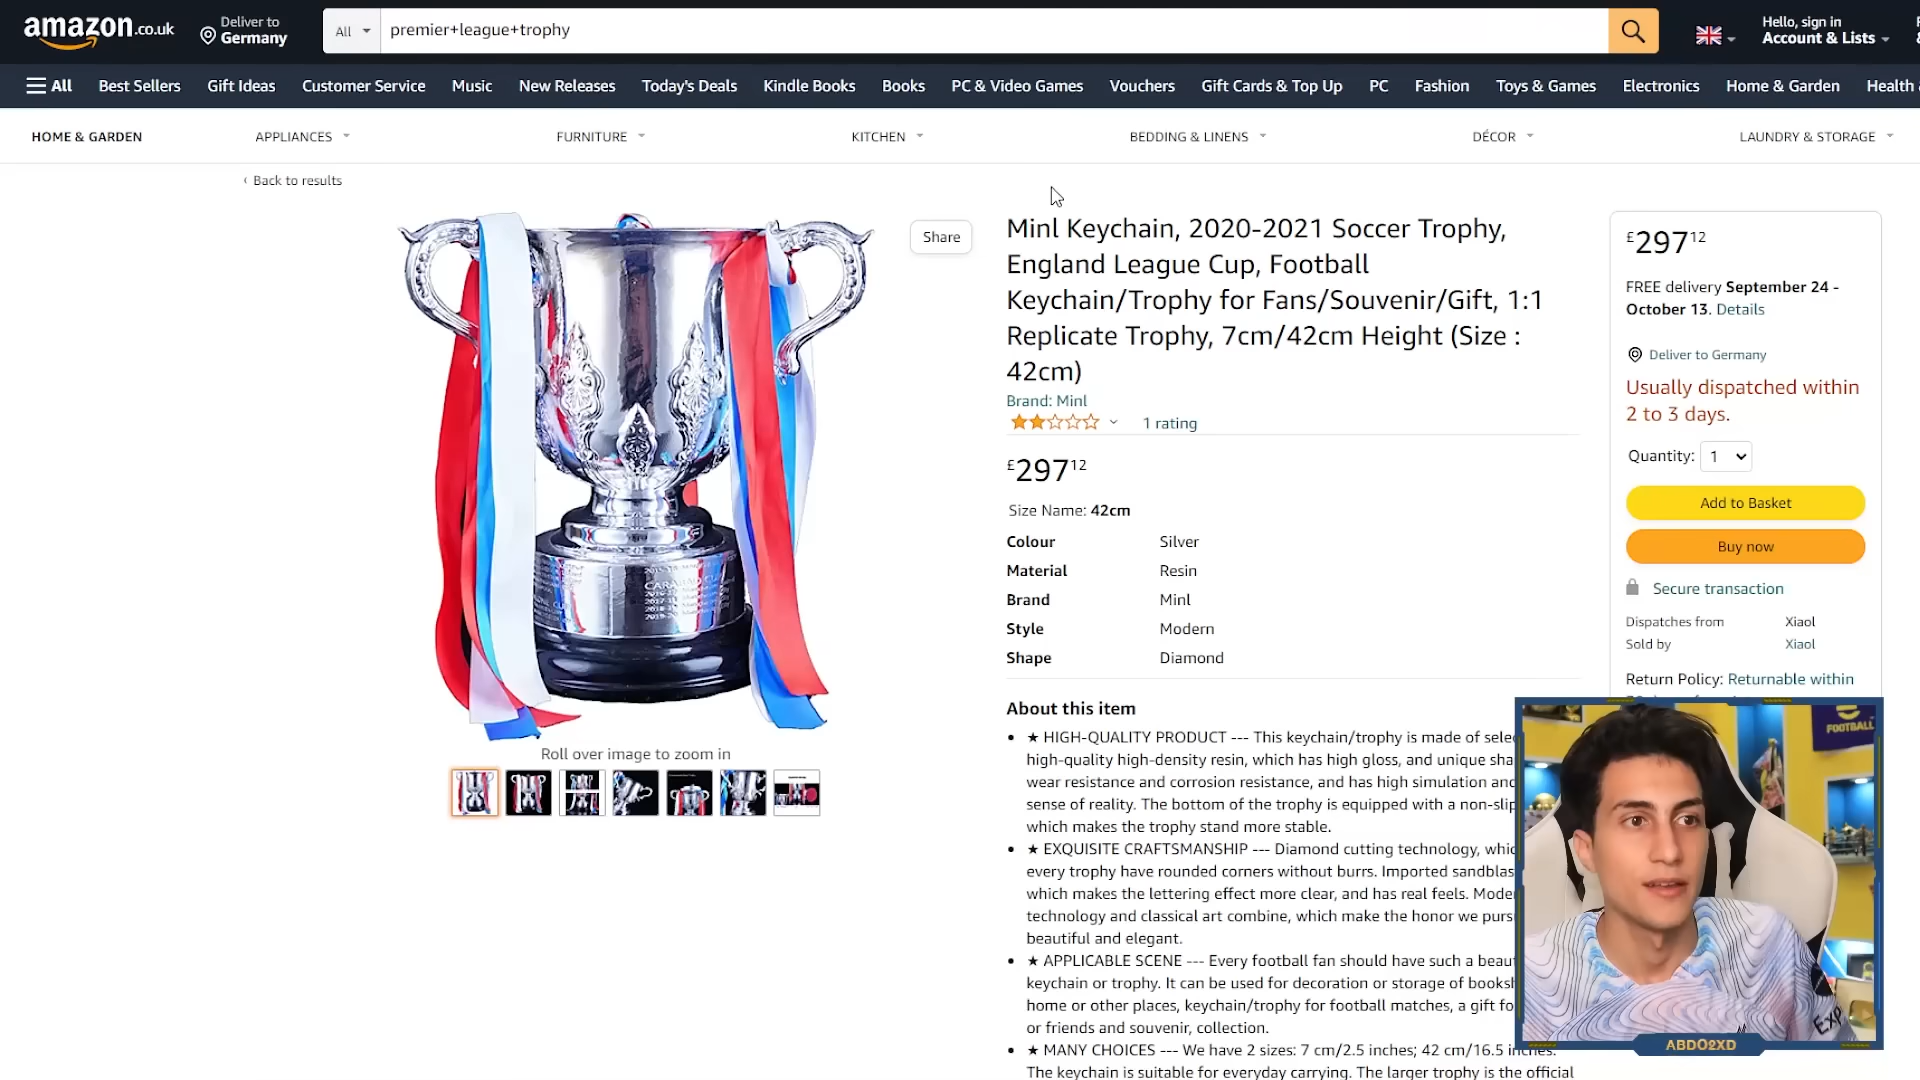 amazon.co.uk
Deliver to
Germany
All
premier+league+trophy
Hello, sign in
Account & Lists
All
Best Sellers
Gift Ideas
Customer Service
Music
New Releases
Today's Deals
Kindle Books
Books
PC & Video Games
Vouchers
Gift Cards & Top Up
PC
Fashion
Toys & Games
Electronics
Home & Garden
Health
HOME & GARDEN
APPLIANCES
FURNITURE
KITCHEN
BEDDING & LINENS
DÉCOR
LAUNDRY & STORAGE
‹ Back to results
Share
CARABAO CUP
Roll over image to zoom in
Minl Keychain, 2020-2021 Soccer Trophy,
England League Cup, Football
Keychain/Trophy for Fans/Souvenir/Gift, 1:1
Replicate Trophy, 7cm/42cm Height (Size :
42cm)
Brand: Minl
1 rating
£297 12
Size Name: 42cm
Colour Silver
Material Resin
Brand Minl
Style Modern
Shape Diamond
About this item
★ HIGH-QUALITY PRODUCT --- This keychain/trophy is made of
high-quality high-density resin, which has high gloss, and unique
wear resistance and corrosion resistance, and has high simulation and
sense of reality. The bottom of the trophy is equipped with a
which makes the trophy stand more stable.
★ EXQUISITE CRAFTSMANSHIP --- Diamond cutting technology,
every trophy have rounded corners without burrs. Imported
which makes the lettering effect more clear, and has real feels.
technology and classical art combine, which make the honor we
beautiful and elegant.
★ APPLICABLE SCENE --- Every football fan should have such a
keychain or trophy. It can be used for decoration or storage of
home or other places, keychain/trophy for football matches, a gift
or friends and souvenir, collection.
★ MANY CHOICES --- We have 2 sizes: 7 cm/2.5 inches; 42 cm/16.5 inches.
The keychain is suitable for everyday carrying. The larger trophy is the official
£297 12
FREE delivery September 24 -
October 13. Details
Deliver to Germany
Usually dispatched within
2 to 3 days.
Quantity: 1
Add to Basket
Buy now
Secure transaction
Dispatches from Xiaol
Sold by Xiaol
Return Policy: Returnable within
FOOTBALL
ABDO2XD